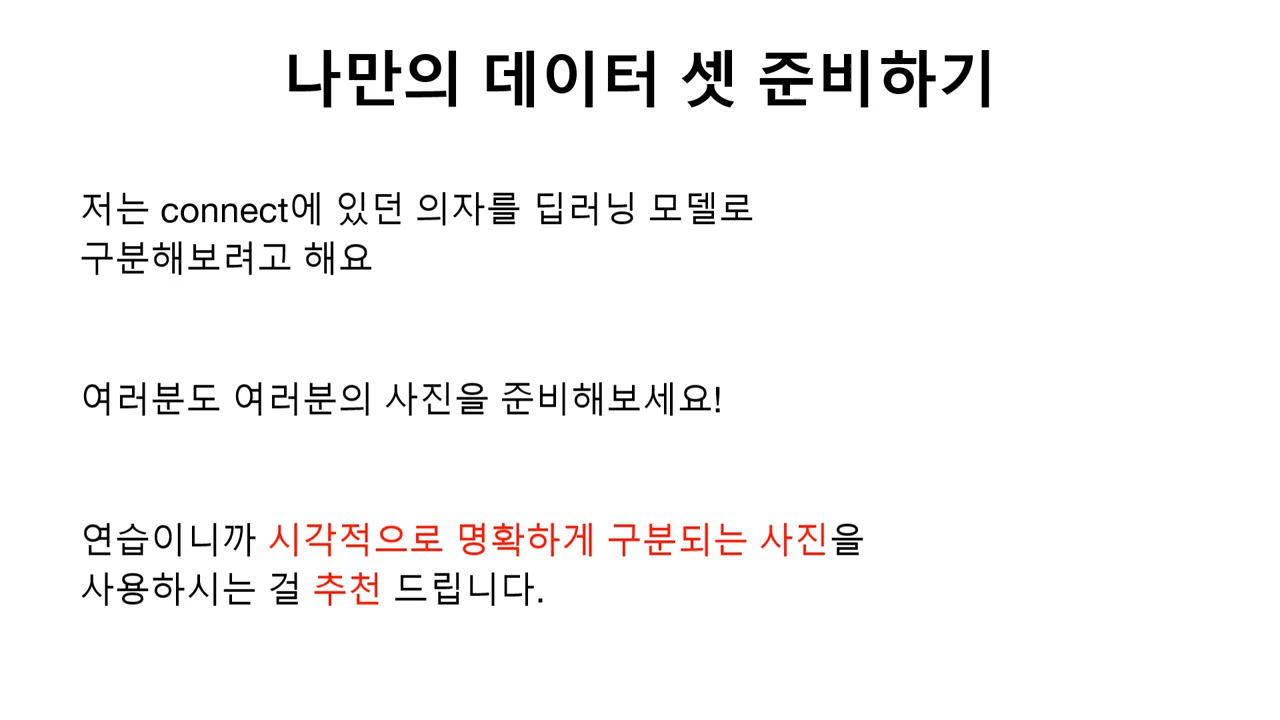 나만의 데이터 셋 준비하기
저는 connect에 있던 의자를 딥러닝 모델로
구분해보려고 해요
여러분도 여러분의 사진을 준비해보세요!
연습이니까 시각적으로 명확하게 구분되는 사진을
사용하시는 걸 추천 드립니다.